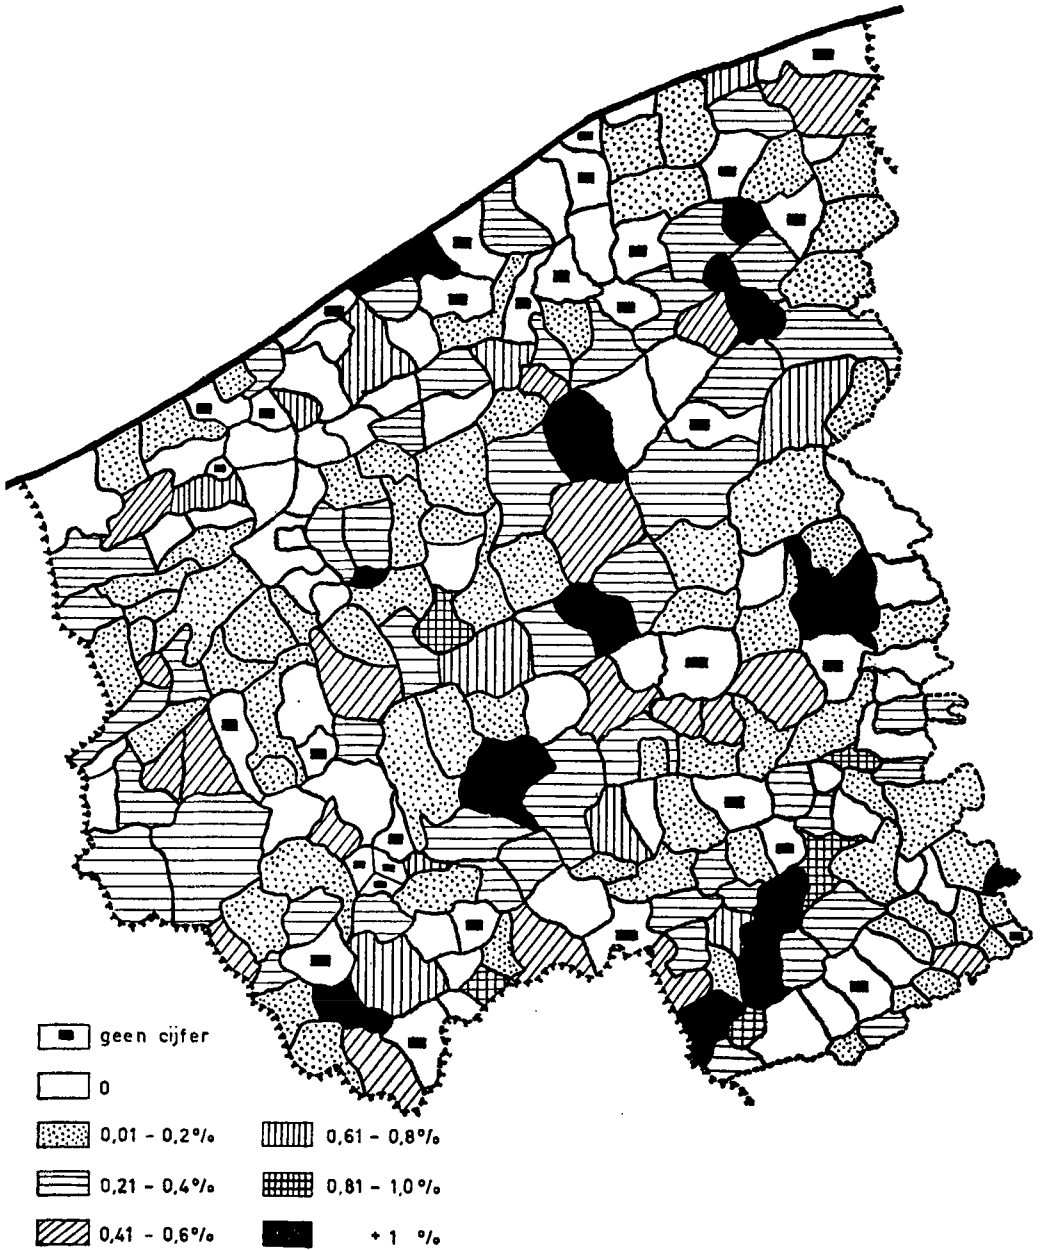 geen cijfer
0
0,01 - 0,2%
0,21 - 0,4%
0,41 - 0,6%
0,61 - 0,8%
0,81 - 1,0%
+ 1 %